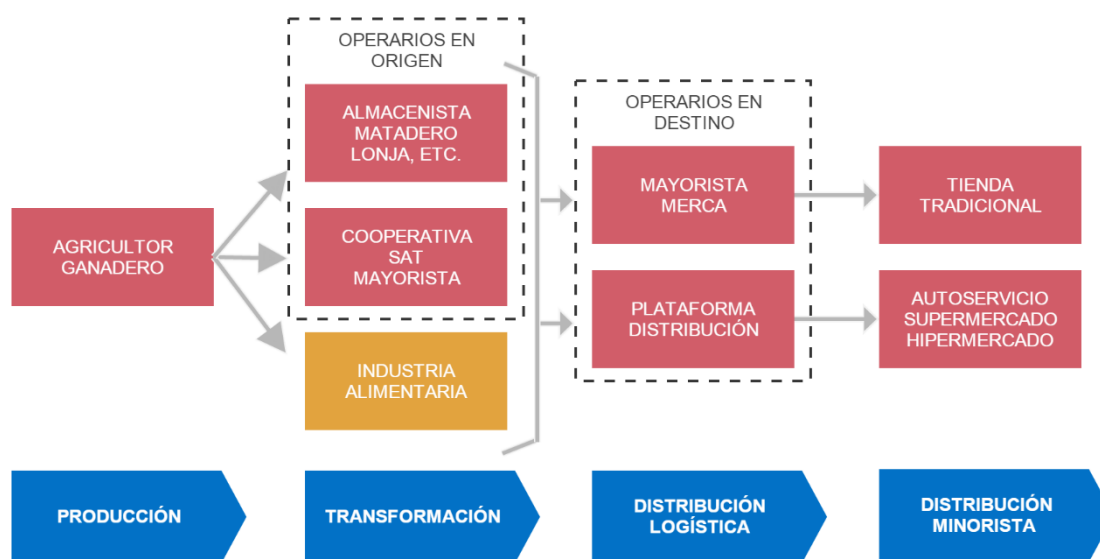 OPERARIOS EN
ORIGEN
ALMACENISTA
MATADERO
LONJA, ETC.
OPERARIOS EN
DESTINO
MAYORISTA
MERCA
TIENDA
TRADICIONAL
AGRICULTOR
GANADERO
COOPERATIVA
SAT
MAYORISTA
PLATAFORMA
DISTRIBUCIÓN
AUTOSERVICIO
SUPERMERCADO
HIPERMERCADO
INDUSTRIA
ALIMENTARIA
PRODUCCIÓN
TRANSFORMACIÓN
DISTRIBUCIÓN
LOGÍSTICA
DISTRIBUCIÓN
MINORISTA